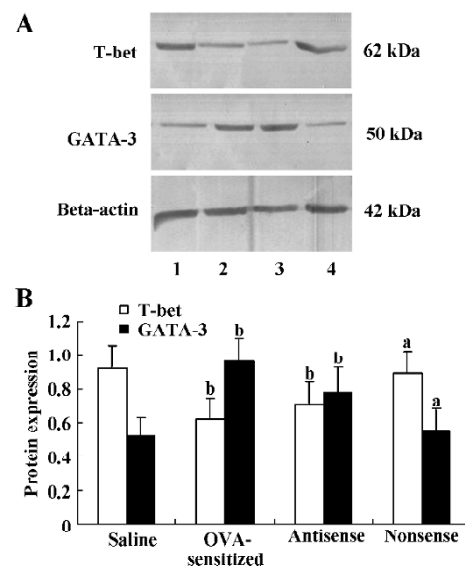 A
T-bet
62 kDa
GATA-3
50 kDa
Beta-actin
42 kDa
1 2 3 4
B
T-bet
GATA-3
Protein expression
1.2
1.0
0.8
0.6
0.4
0.2
0
b
b
b
b
a
a
Saline
OVA-
sensitized
Antisense
Nonsense